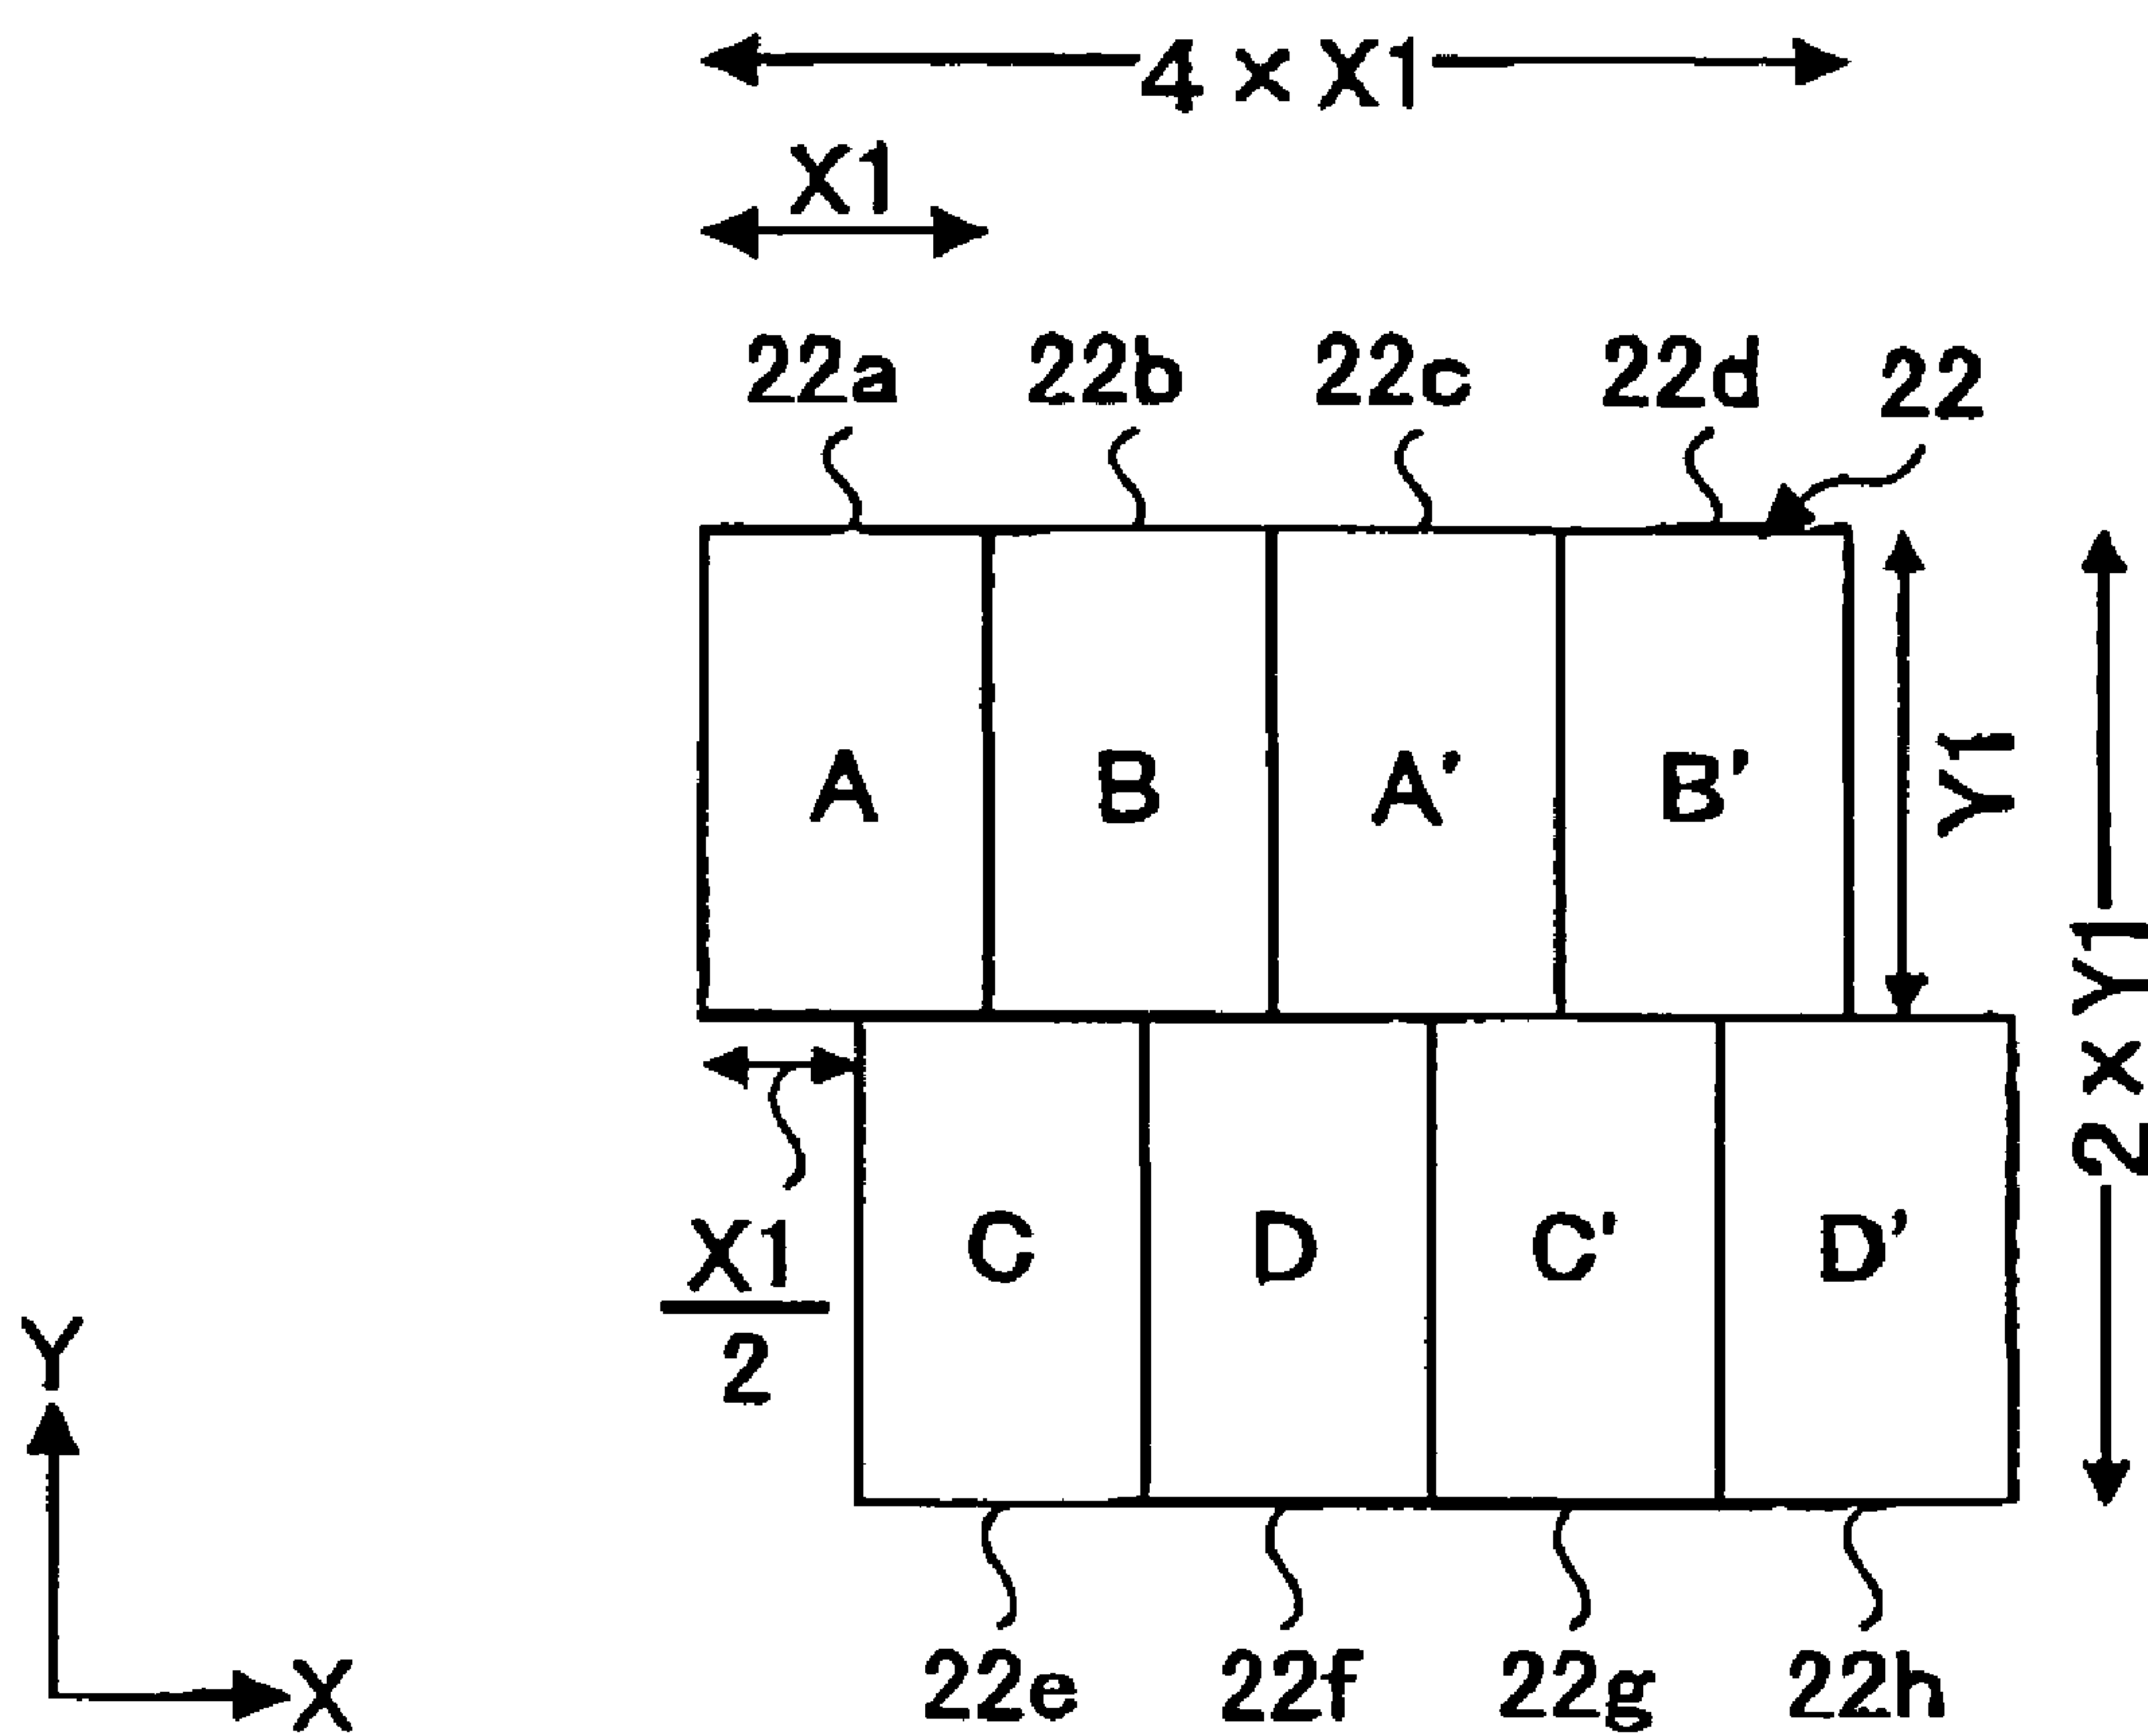 4 × X1
X1
22a 22b 22c 22d 22
A B A' B'
Y1
2 × Y1
X1
2
C D C' D'
Y
X
22e 22f 22g 22h